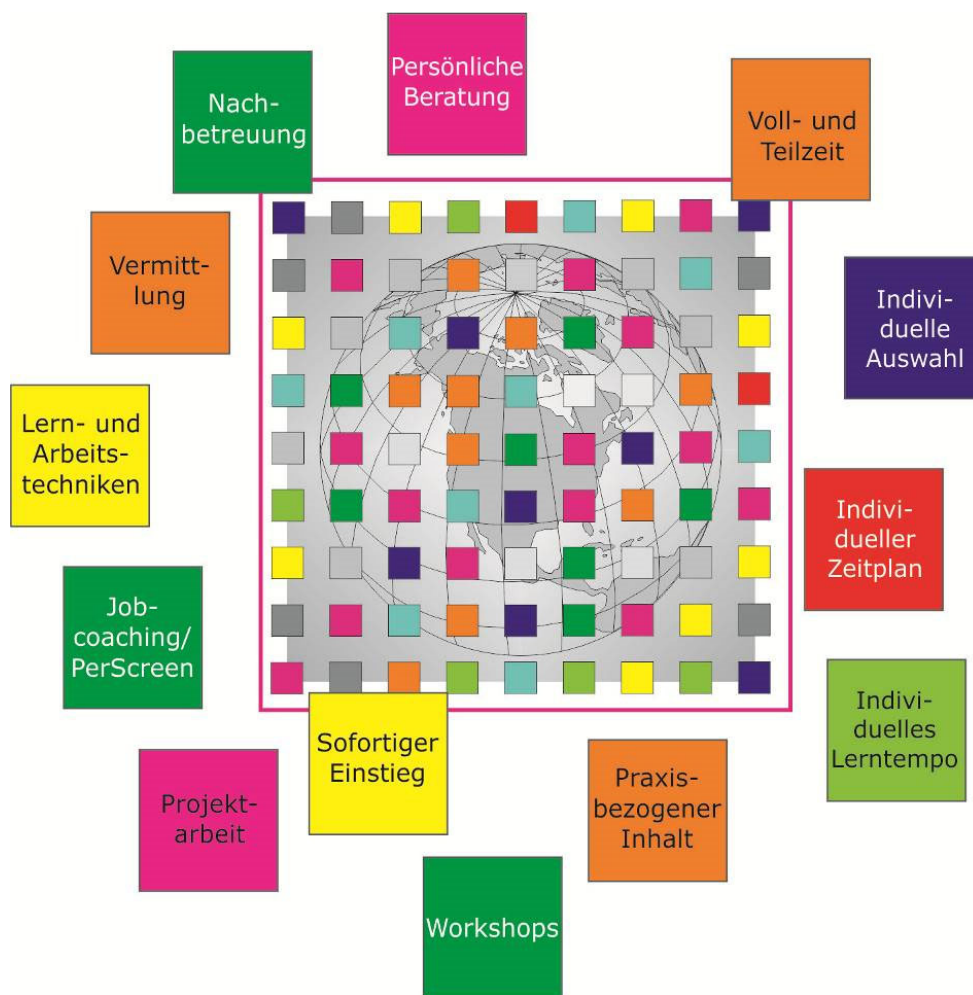 Persönliche
Beratung
Nach-
betreuung
Voll- und
Teilzeit
Vermitt-
lung
Indivi-
duelle
Auswahl
Lern- und
Arbeits-
techniken
Indivi-
dueller
Zeitplan
Job-
coaching/
PerScreen
Indivi-
duelles
Lerntempo
Sofortiger
Einstieg
Praxis-
bezogener
Inhalt
Projekt-
arbeit
Workshops